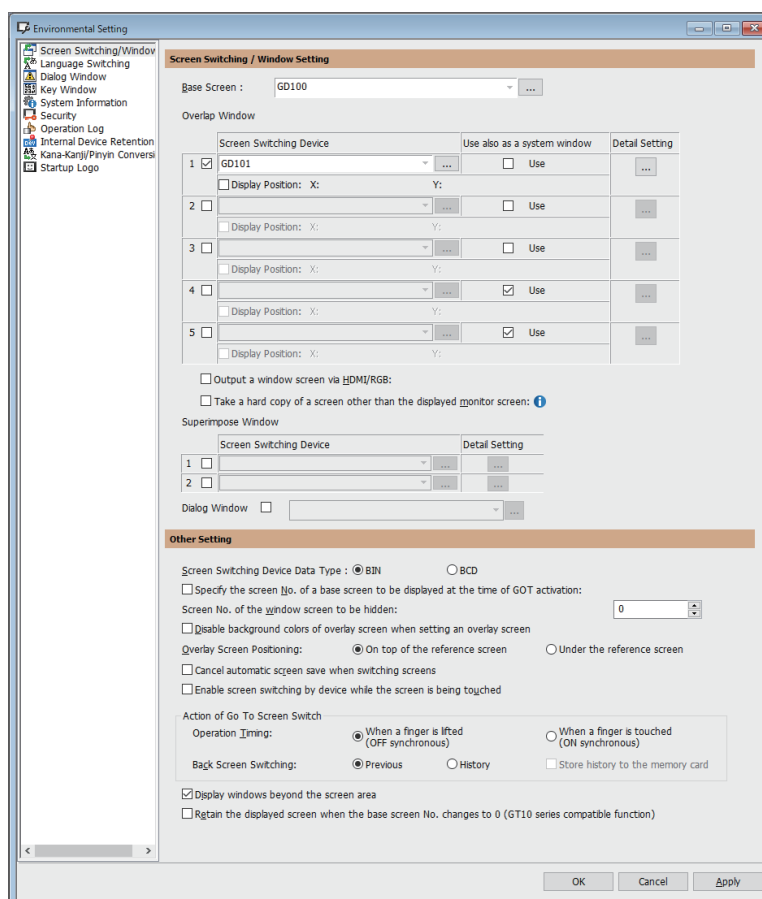 Environmental Setting
Screen Switching/Window
Language Switching
Dialog Window
Key Window
System Information
Security
Operation Log
Internal Device Retention
Kana-Kanji/Pinyin Conversi
Startup Logo
Screen Switching / Window Setting
Base Screen : GD100 ...
Overlap Window
Screen Switching Device Use also as a system window Detail Setting
1 GD101 ... Use ...
Display Position: X: Y:
2 ... Use ...
Display Position: X: Y:
3 ... Use ...
Display Position: X: Y:
4 ... Use ...
Display Position: X: Y:
5 ... Use ...
Display Position: X: Y:
Output a window screen via HDMI/RGB:
Take a hard copy of a screen other than the displayed monitor screen: i
Superimpose Window
Screen Switching Device Detail Setting
1 ... ...
2 ... ...
Dialog Window ...
Other Setting
Screen Switching Device Data Type : BIN BCD
Specify the screen No. of a base screen to be displayed at the time of GOT activation:
Screen No. of the window screen to be hidden: 0
Disable background colors of overlay screen when setting an overlay screen
Overlay Screen Positioning: On top of the reference screen Under the reference screen
Cancel automatic screen save when switching screens
Enable screen switching by device while the screen is being touched
Action of Go To Screen Switch
Operation Timing: When a finger is lifted When a finger is touched
(OFF synchronous) (ON synchronous)
Back Screen Switching: Previous History Store history to the memory card
Display windows beyond the screen area
Retain the displayed screen when the base screen No. changes to 0 (GT10 series compatible function)
OK Cancel Apply